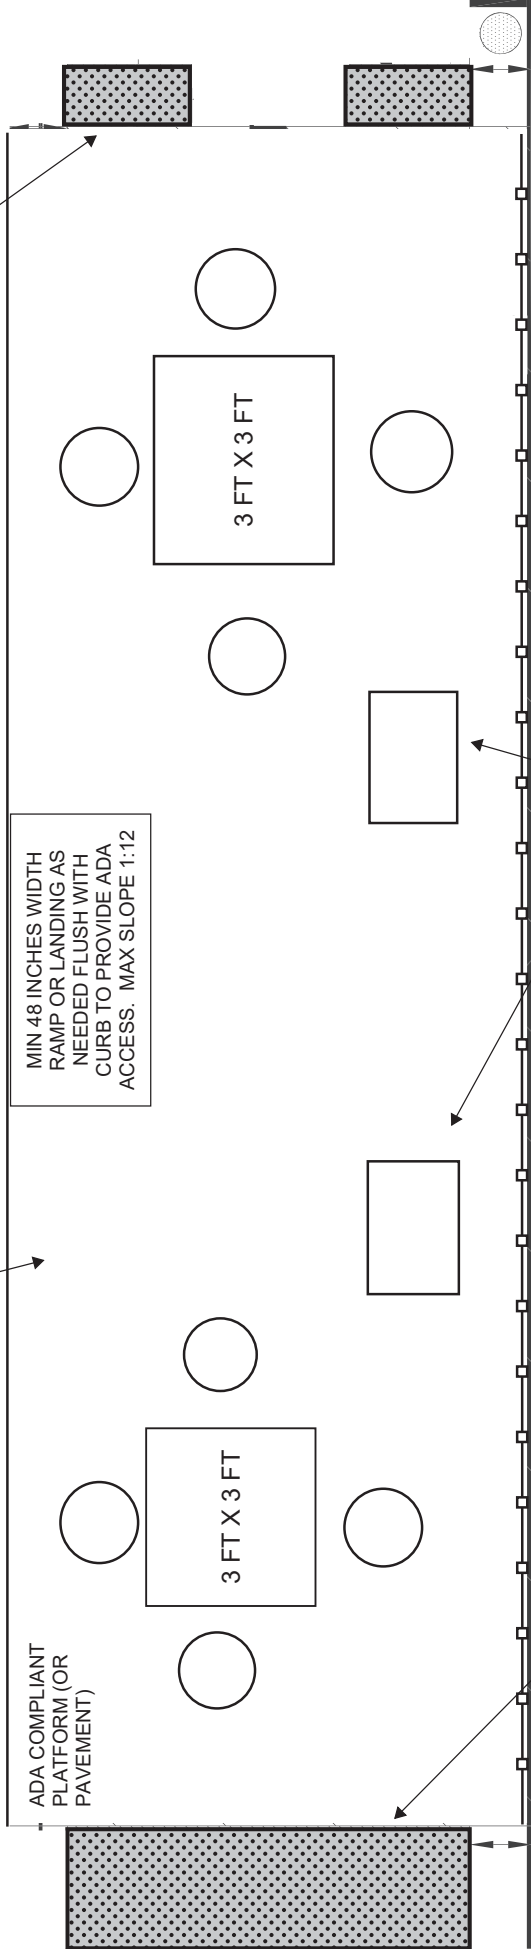 3 FT X 3 FT
MIN 48 INCHES WIDTH
RAMP OR LANDING AS
NEEDED FLUSH WITH
CURB TO PROVIDE ADA
ACCESS.  MAX SLOPE 1:12
3 FT X 3 FT
ADA COMPLIANT
PLATFORM (OR
PAVEMENT)